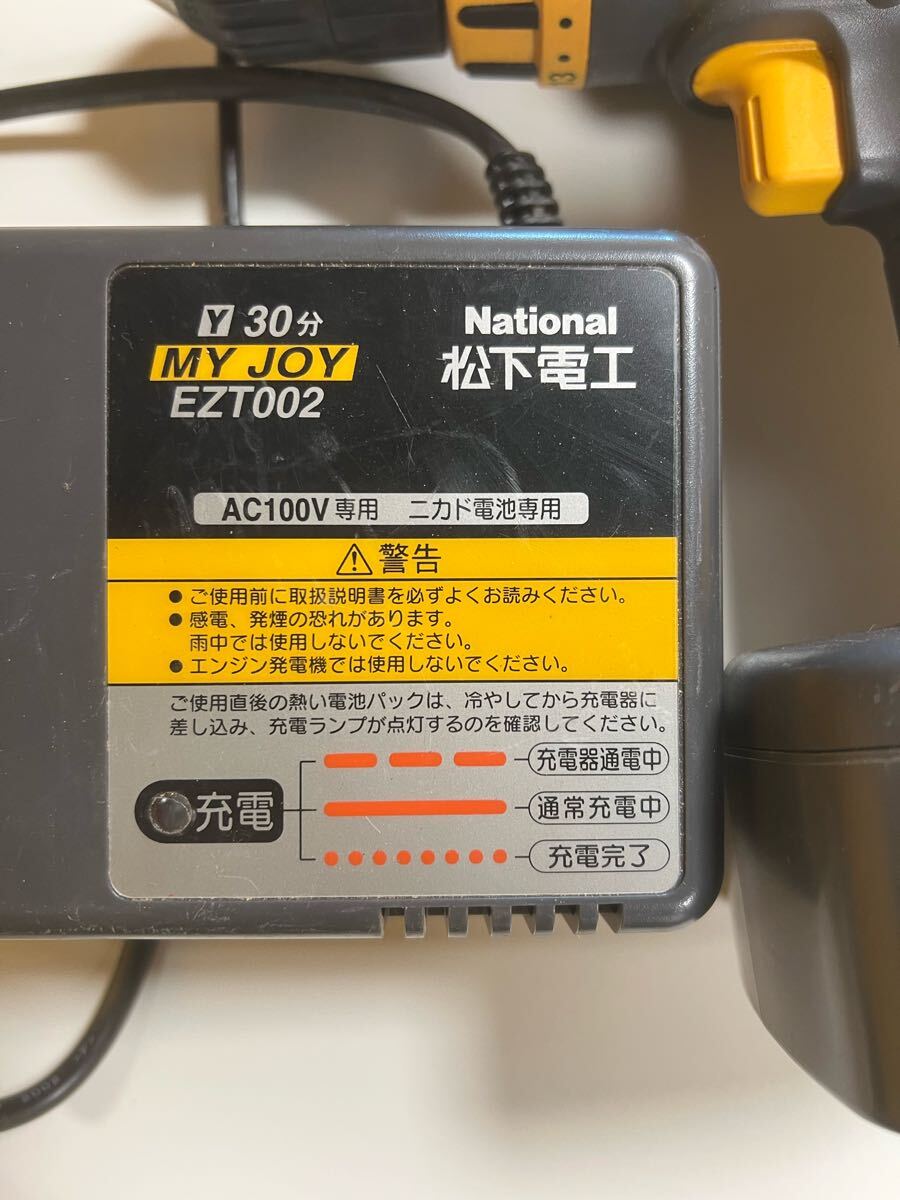 3
Y 30分
MY JOY
EZT002
National
松下電工
AC100V専用 ニカド電池専用
警告
● ご使用前に取扱説明書を必ずよくお読みください。
● 感電、発煙の恐れがあります。
雨中では使用しないでください。
● エンジン発電機では使用しないでください。
ご使用直後の熱い電池パックは、冷やしてから充電器に
差し込み、充電ランプが点灯するのを確認してください。
充電器通電中
充電
通常充電中
充電完了